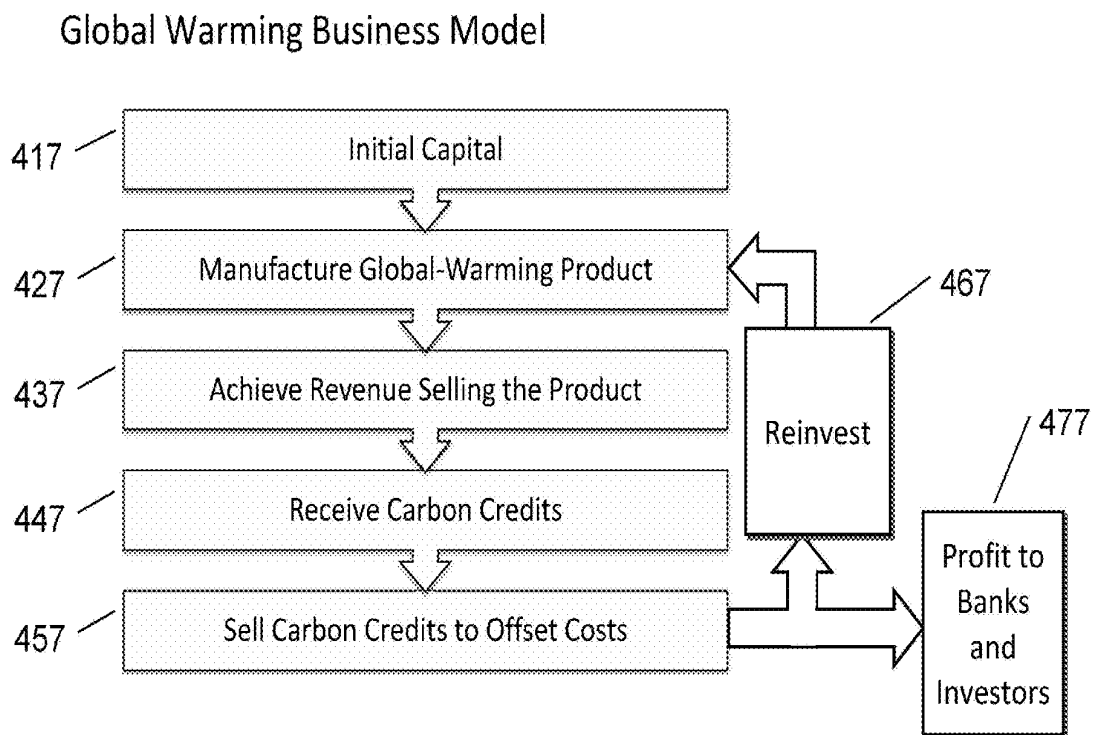 Global Warming Business Model
417
Initial Capital
427
Manufacture Global-Warming Product
467
437
Achieve Revenue Selling the Product
Reinvest
477
447
Receive Carbon Credits
457
Sell Carbon Credits to Offset Costs
Profit to
Banks
and
Investors